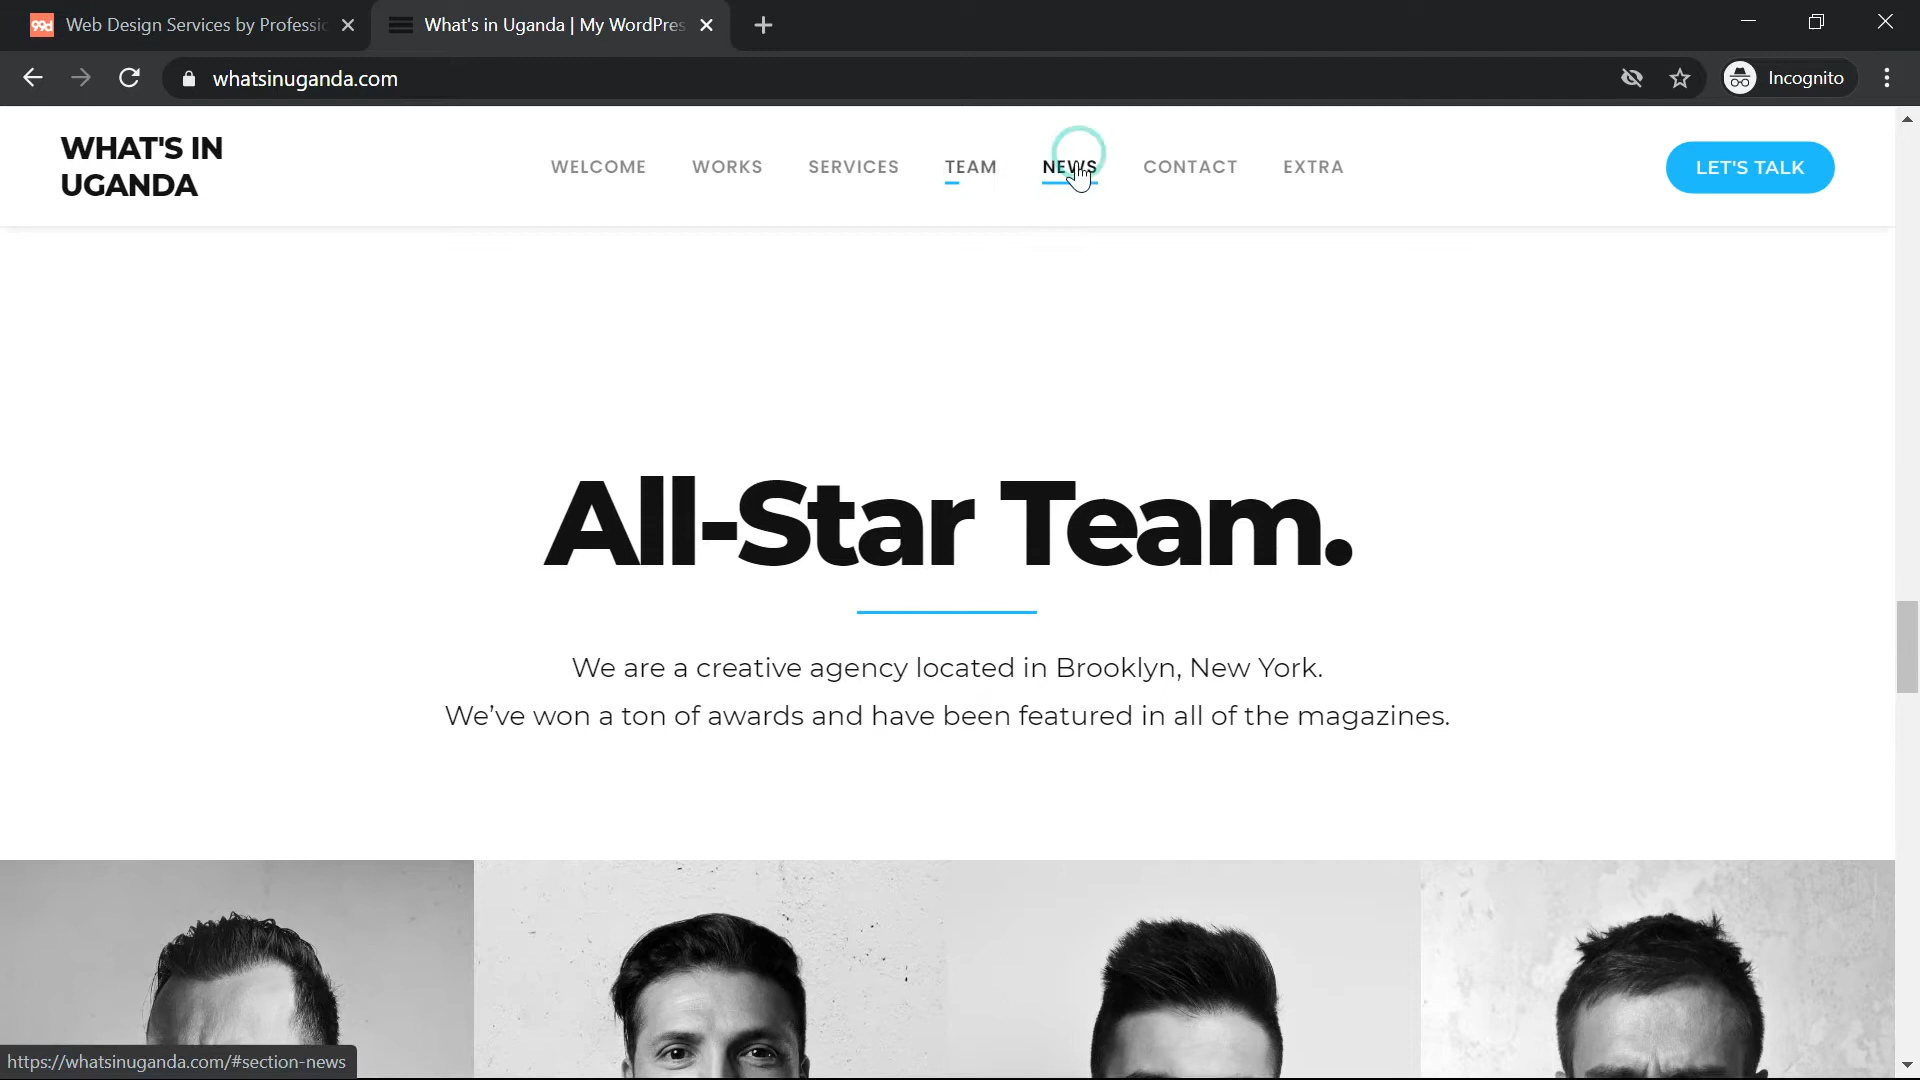 99d Web Design Services by Professi
What's in Uganda | My WordPres
whatsinuganda.com
Incognito
WHAT'S IN
UGANDA
WELCOME
WORKS
SERVICES
TEAM
NEWS
CONTACT
EXTRA
LET'S TALK
All-Star Team.
We are a creative agency located in Brooklyn, New York.
We’ve won a ton of awards and have been featured in all of the magazines.
https://whatsinuganda.com/#section-news